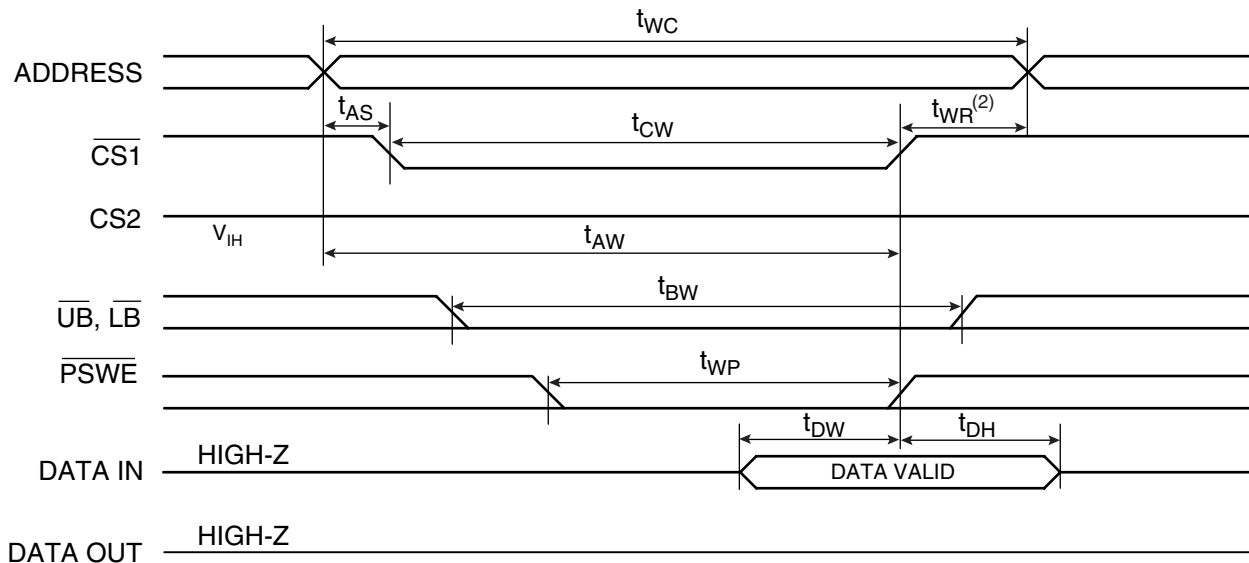 tWC
ADDRESS
tAS
tCW
tWR(2)
CS1
CS2
VIH
tAW
tBW
UB, LB
PSWE
tWP
tDW
tDH
DATA IN
HIGH-Z
DATA VALID
DATA OUT
HIGH-Z